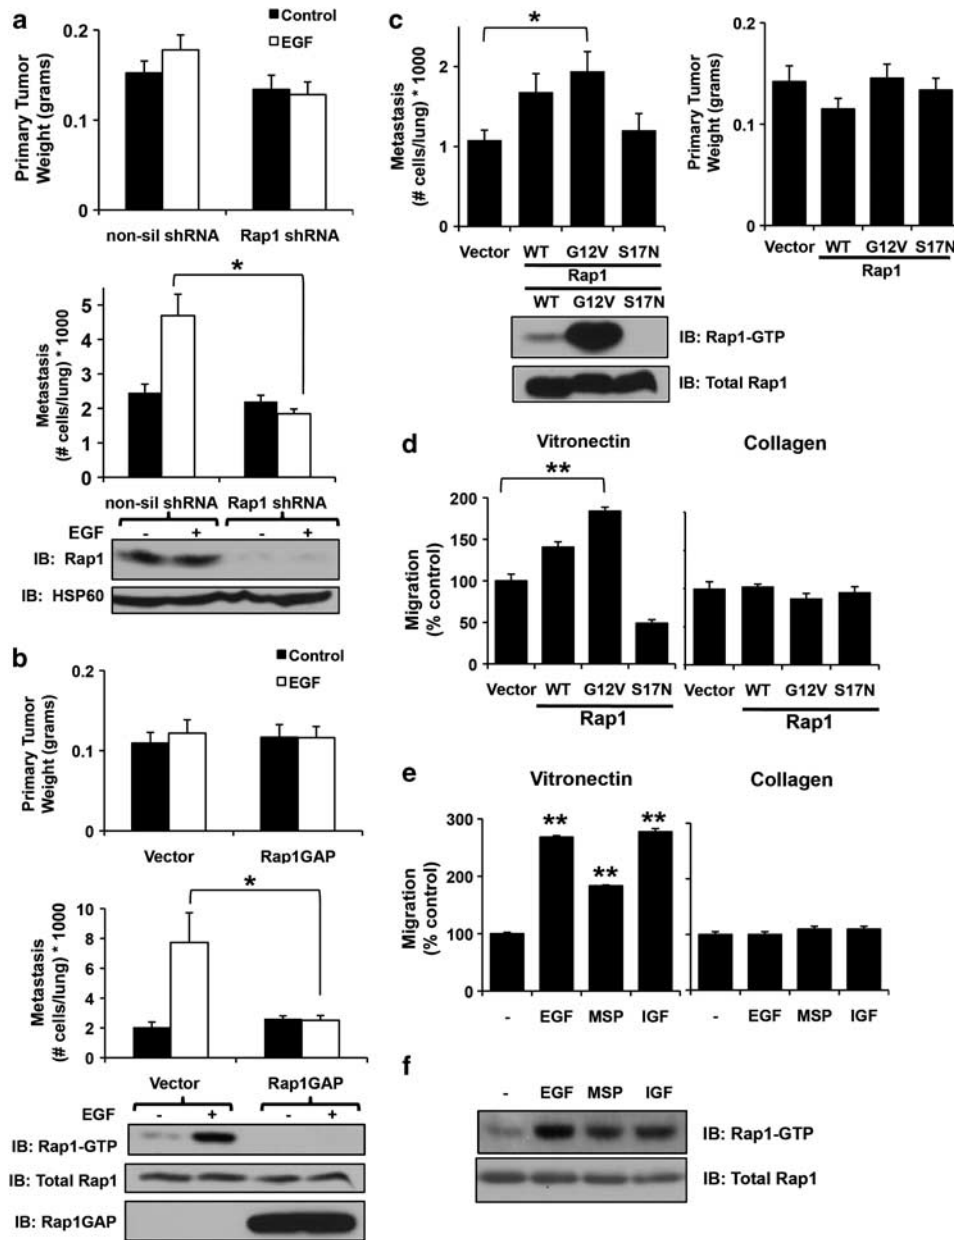 a
Control
EGF
Primary Tumor
Weight (grams)
0.2
0.1
0
non-sil shRNA Rap1 shRNA
*
Metastasis
(# cells/lung) * 1000
5
4
3
2
1
0
non-sil shRNA Rap1 shRNA
EGF - + - +
IB: Rap1
IB: HSP60
b
Control
EGF
Primary Tumor
Weight (grams)
0.2
0.1
0
Vector Rap1GAP
*
Metastasis
(# cells/lung) * 1000
10
8
6
4
2
0
Vector Rap1GAP
EGF - + - +
IB: Rap1-GTP
IB: Total Rap1
IB: Rap1GAP
c
*
Metastasis
(# cells/lung) * 1000
2
1
0
Vector WT G12V S17N
Rap1
WT G12V S17N
IB: Rap1-GTP
IB: Total Rap1
Primary Tumor
Weight (grams)
0.2
0.1
0
Vector WT G12V S17N
Rap1
d
Vitronectin
**
Migration
(% control)
200
150
100
50
0
Vector WT G12V S17N
Rap1
Collagen
Vector WT G12V S17N
Rap1
e
Vitronectin
** ** **
Migration
(% control)
300
200
100
0
- EGF MSP IGF
Collagen
- EGF MSP IGF
f
- EGF MSP IGF
IB: Rap1-GTP
IB: Total Rap1